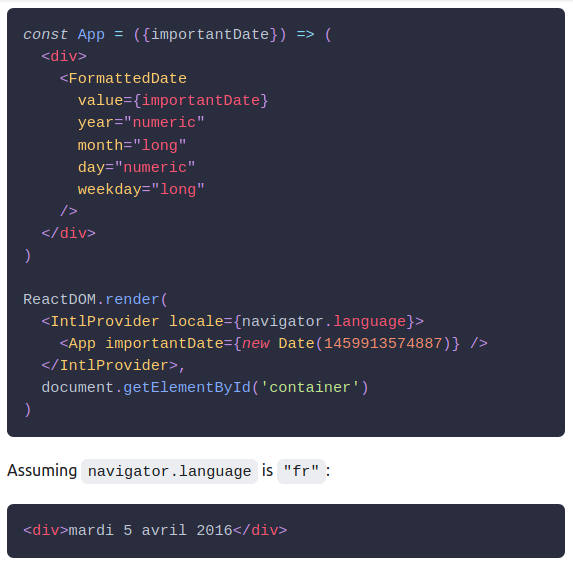 const App = ({importantDate}) => (
  <div>
    <FormattedDate
      value={importantDate}
      year="numeric"
      month="long"
      day="numeric"
      weekday="long"
    />
  </div>
)

ReactDOM.render(
  <IntlProvider locale={navigator.language}>
    <App importantDate={new Date(1459913574887)} />
  </IntlProvider>,
  document.getElementById('container')
)
Assuming navigator.language is "fr":
<div>mardi 5 avril 2016</div>